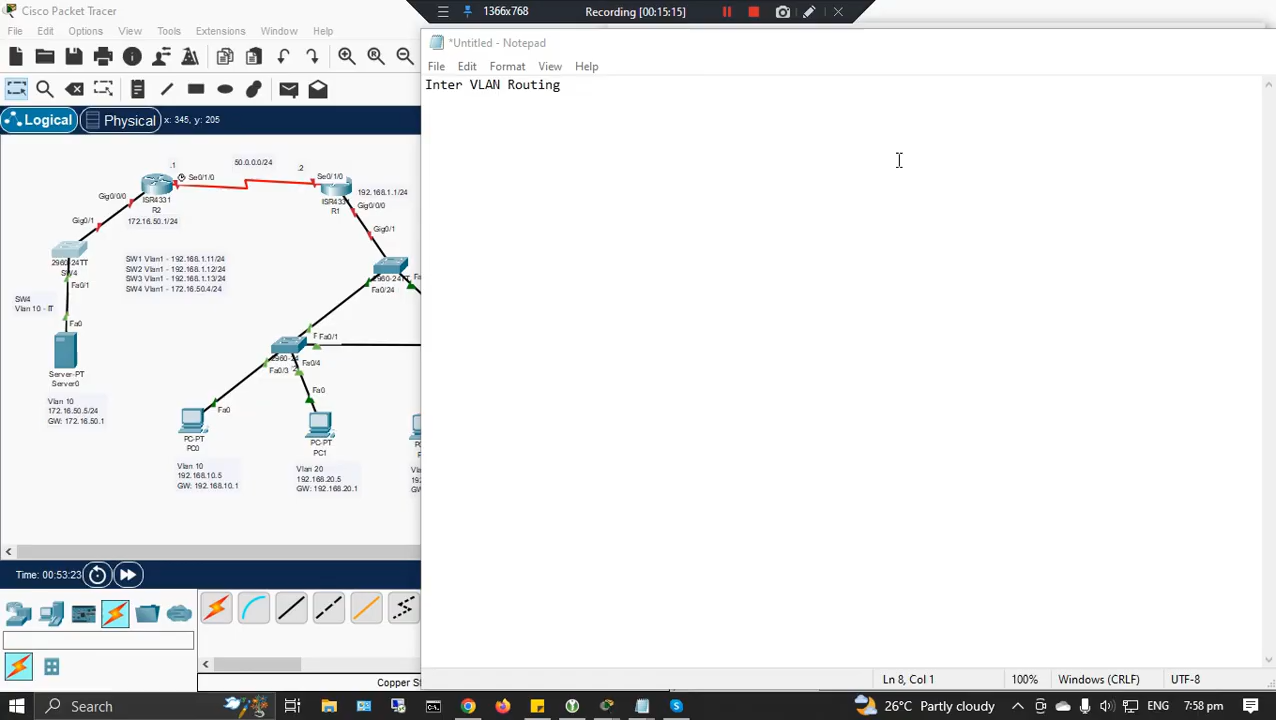 Cisco Packet Tracer
1366x768
Recording [00:15:15]
File Edit Options View Tools Extensions Window Help
*Untitled - Notepad
File Edit Format View Help
Inter VLAN Routing
Logical
Physical
x: 345, y: 205
.1
50.0.0.0/24
.2
Se0/1/0
Se0/1/0
ISR4331
R2
172.16.50.1/24
Gig0/0/0
Gig0/1
ISR4331
R1
192.168.1.1/24
Gig0/0/0
Gig0/1
2960-24TT
SW4
Fa0/1
SW4
Vlan 10 - IT
Fa0
Server-PT
Server0
Vlan 10
172.16.50.5/24
GW: 172.16.50.1
SW1 Vlan1 - 192.168.1.11/24
SW2 Vlan1 - 192.168.1.12/24
SW3 Vlan1 - 192.168.1.13/24
SW4 Vlan1 - 172.16.50.4/24
2960-24TT
Fa0/24
Fa0/1
2960-24
Fa0/4
Fa0/3
Fa0
Fa0
PC-PT
PC0
PC-PT
PC1
Vlan 10
192.168.10.5
GW: 192.168.10.1
Vlan 20
192.168.20.5
GW: 192.168.20.1
Time: 00:53:23
Copper S
Ln 8, Col 1
100%
Windows (CRLF)
UTF-8
Search
26°C Partly cloudy
7:58 pm